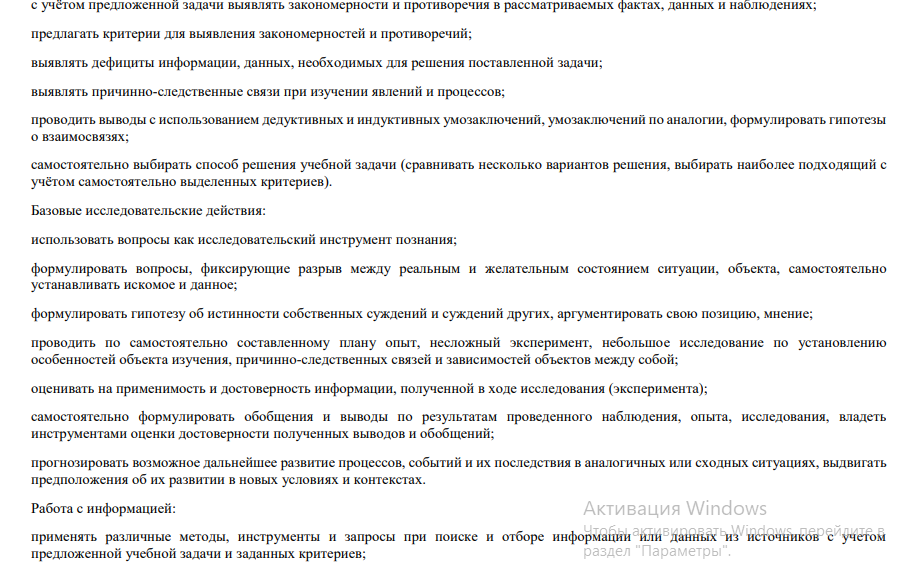 с учётом предложенной задачи выявлять закономерности и противоречия в рассматриваемых фактах, данных и наблюдениях;
предлагать критерии для выявления закономерностей и противоречий;
выявлять дефициты информации, данных, необходимых для решения поставленной задачи;
выявлять причинно-следственные связи при изучении явлений и процессов;
проводить выводы с использованием дедуктивных и индуктивных умозаключений, умозаключений по аналогии, формулировать гипотезы
о взаимосвязях;
самостоятельно выбирать способ решения учебной задачи (сравнивать несколько вариантов решения, выбирать наиболее подходящий с
учётом самостоятельно выделенных критериев).
Базовые исследовательские действия:
использовать вопросы как исследовательский инструмент познания;
формулировать вопросы, фиксирующие разрыв между реальным и желательным состоянием ситуации, объекта, самостоятельно
устанавливать искомое и данное;
формулировать гипотезу об истинности собственных суждений и суждений других, аргументировать свою позицию, мнение;
проводить по самостоятельно составленному плану опыт, несложный эксперимент, небольшое исследование по установлению
особенностей объекта изучения, причинно-следственных связей и зависимостей объектов между собой;
оценивать на применимость и достоверность информации, полученной в ходе исследования (эксперимента);
самостоятельно формулировать обобщения и выводы по результатам проведенного наблюдения, опыта, исследования, владеть
инструментами оценки достоверности полученных выводов и обобщений;
прогнозировать возможное дальнейшее развитие процессов, событий и их последствия в аналогичных или сходных ситуациях, выдвигать
предположения об их развитии в новых условиях и контекстах.
Работа с информацией:
применять различные методы, инструменты и запросы при поиске и отборе информации или данных из источников с учетом
предложенной учебной задачи и заданных критериев;
Активация Windows
Чтобы активировать Windows, перейдите в
раздел "Параметры".